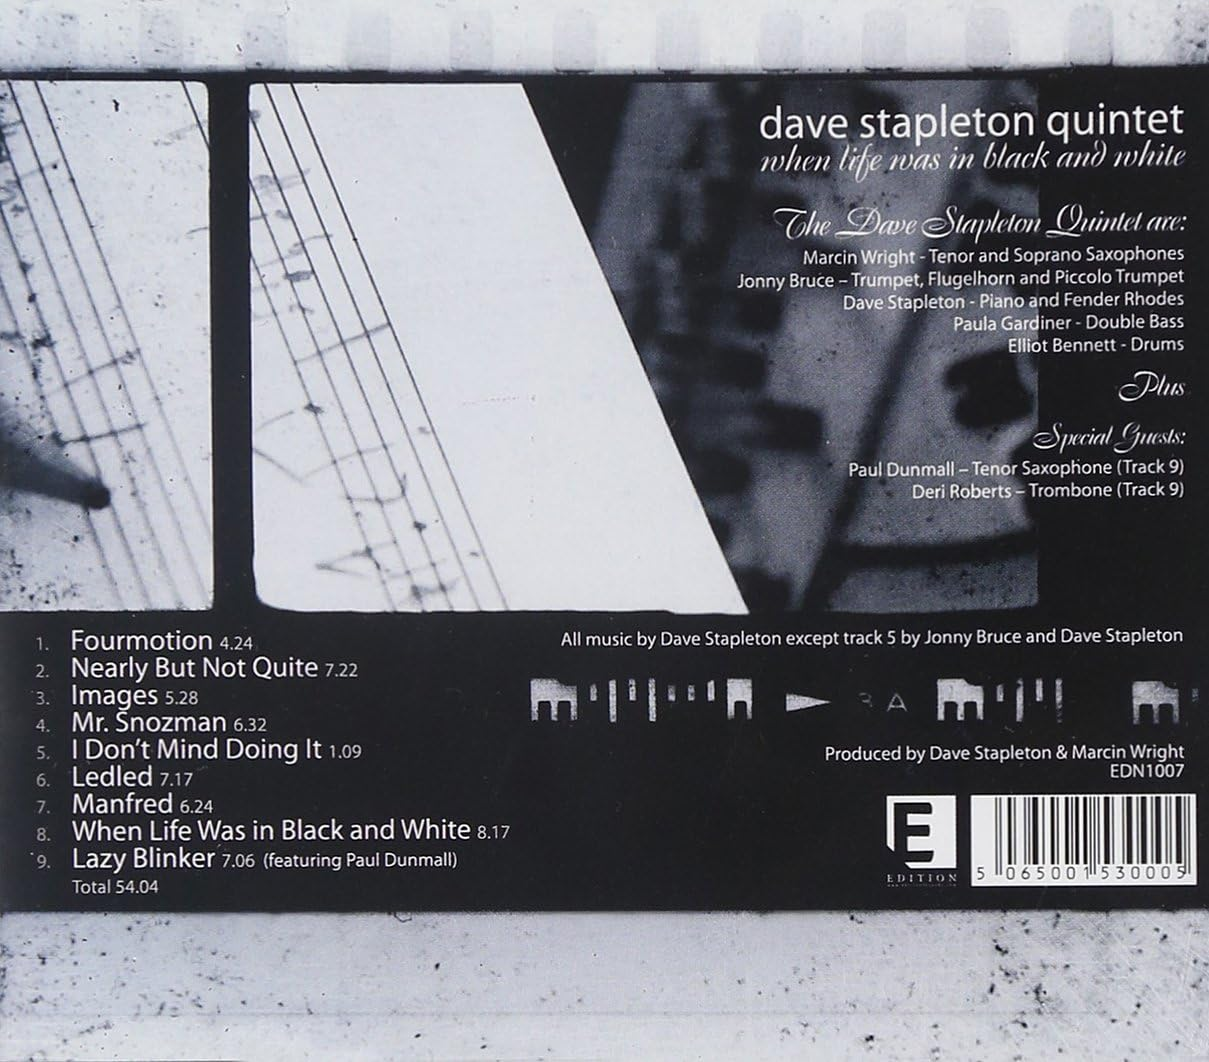 dave stapleton quintet
when life was in black and white
The Dave Stapleton Quintet are:
Marcin Wright - Tenor and Soprano Saxophones
Jonny Bruce – Trumpet, Flugelhorn and Piccolo Trumpet
Dave Stapleton - Piano and Fender Rhodes
Paula Gardiner - Double Bass
Elliot Bennett - Drums
Plus
Special Guests:
Paul Dunmall – Tenor Saxophone (Track 9)
Deri Roberts – Trombone (Track 9)
1. Fourmotion 4.24
2. Nearly But Not Quite 7.22
3. Images 5.28
4. Mr. Snozman 6.32
5. I Don't Mind Doing It 1.09
6. Ledled 7.17
7. Manfred 6.24
8. When Life Was in Black and White 8.17
9. Lazy Blinker 7.06 (featuring Paul Dunmall)
Total 54.04
All music by Dave Stapleton except track 5 by Jonny Bruce and Dave Stapleton
3 A
Produced by Dave Stapleton & Marcin Wright
EDN1007
E
EDITION
5 065001 530005